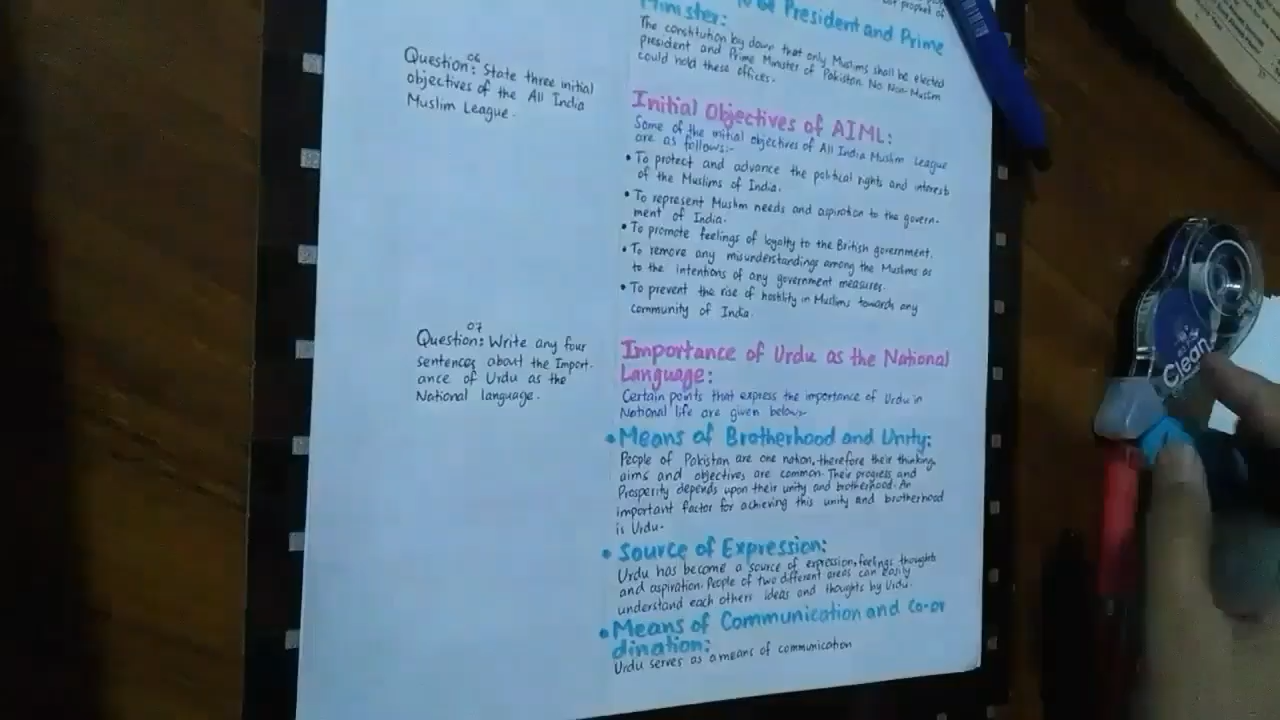 Question:06 State three initial
objectives of the All India
Muslim League.
Question:07 Write any four
sentences about the Import-
ance of Urdu as the
National language.
prophet of
President and Prime
Minister:
The constitution lay down that only Muslims shall be elected
president and Prime Minister of Pakistan. No Non-Muslim
could hold these offices.
Initial Objectives of AIML:
Some of the initial objectives of All India Muslim League
are as follows:-
• To protect and advance the political rights and interests
of the Muslims of India.
• To represent Muslim needs and aspiration to the govern-
ment of India.
• To promote feelings of loyalty to the British government.
• To remove any misunderstandings among the Muslims as
to the intentions of any government measures.
• To prevent the rise of hostility in Muslims towards any
community of India.
Importance of Urdu as the National
Language:
Certain points that express the importance of Urdu in
National life are given below:-
• Means of Brotherhood and Unity:
People of Pakistan are one nation, therefore their thinking,
aims and objectives are common. Their progress and
Prosperity depends upon their unity and brotherhood. An
important factor for achieving this unity and brotherhood
is Urdu.
• Source of Expression:
Urdu has become a source of expression, feelings, thoughts
and aspiration. People of two different areas can easily
understand each others ideas and thoughts by Urdu.
• Means of Communication and Co-or
dination:
Urdu serves as a means of communication
Clean